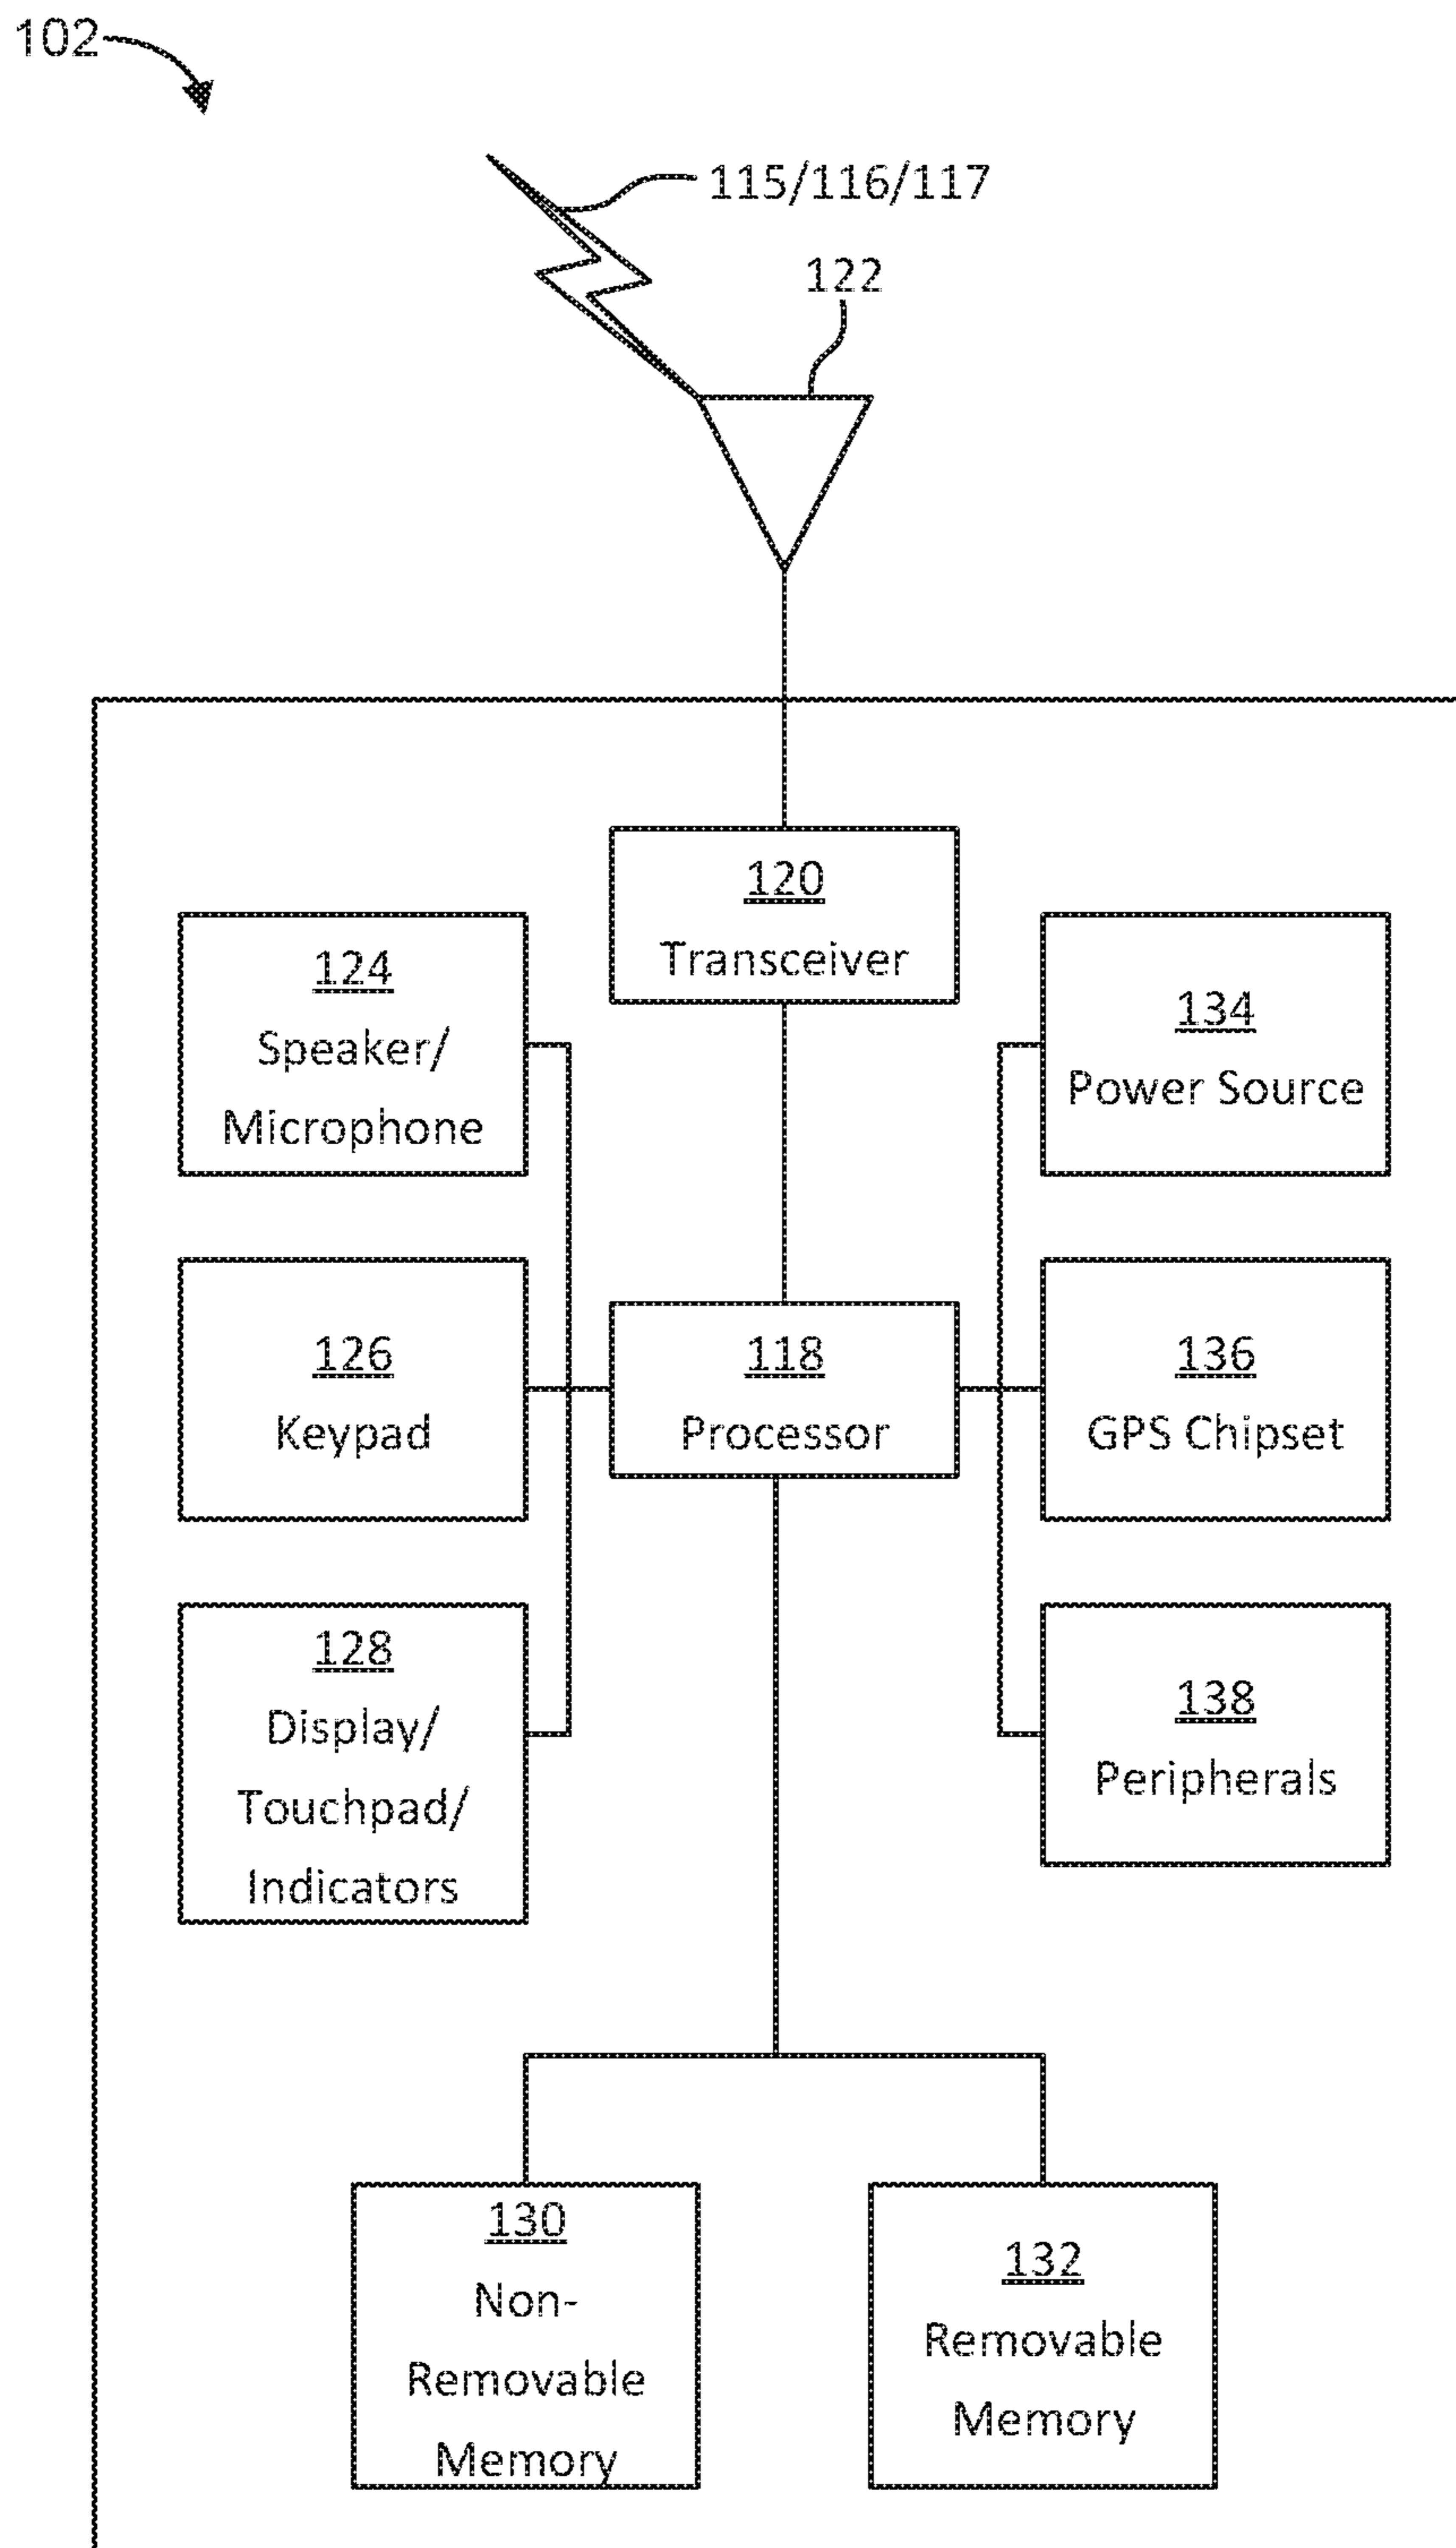 102
115/116/117
122
120
Transceiver
124
Speaker/
Microphone
134
Power Source
126
Keypad
118
Processor
136
GPS Chipset
128
Display/
Touchpad/
Indicators
138
Peripherals
130
Non-
Removable
Memory
132
Removable
Memory